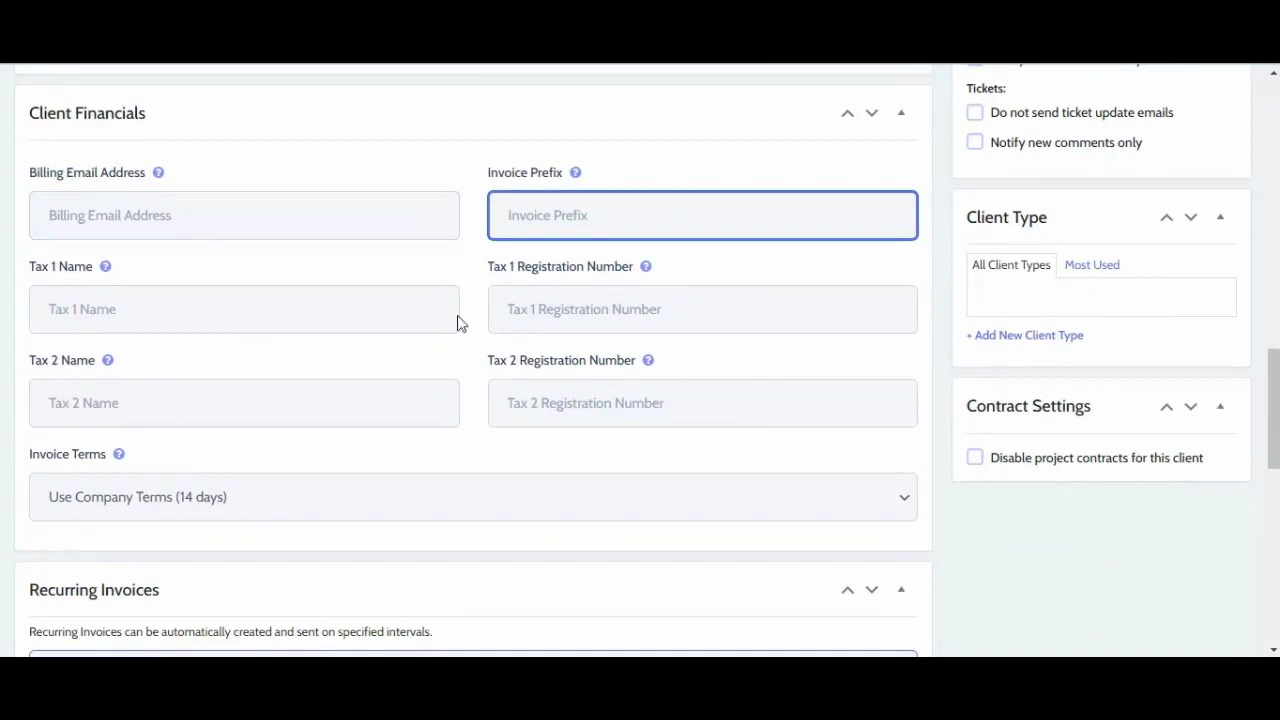 Client Financials
Billing Email Address
Invoice Prefix
Billing Email Address
Invoice Prefix
Tax 1 Name
Tax 1 Registration Number
Tax 1 Name
Tax 1 Registration Number
Tax 2 Name
Tax 2 Registration Number
Tax 2 Name
Tax 2 Registration Number
Invoice Terms
Use Company Terms (14 days)
Recurring Invoices
Recurring Invoices can be automatically created and sent on specified intervals.
Tickets:
Do not send ticket update emails
Notify new comments only
Client Type
All Client Types
Most Used
+ Add New Client Type
Contract Settings
Disable project contracts for this client